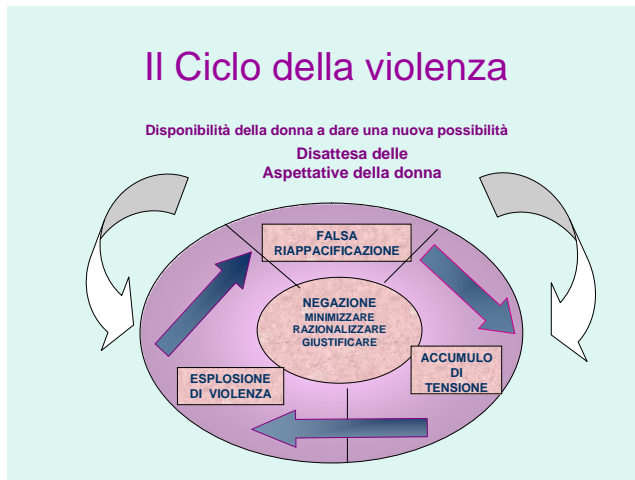 Il Ciclo della violenza
Disponibilità della donna a dare una nuova possibilità
Disattesa delle
Aspettative della donna
FALSA
RIAPPACIFICAZIONE
NEGAZIONE
MINIMIZZARE
RAZIONALIZZARE
GIUSTIFICARE
ACCUMULO
DI
TENSIONE
ESPLOSIONE
DI VIOLENZA